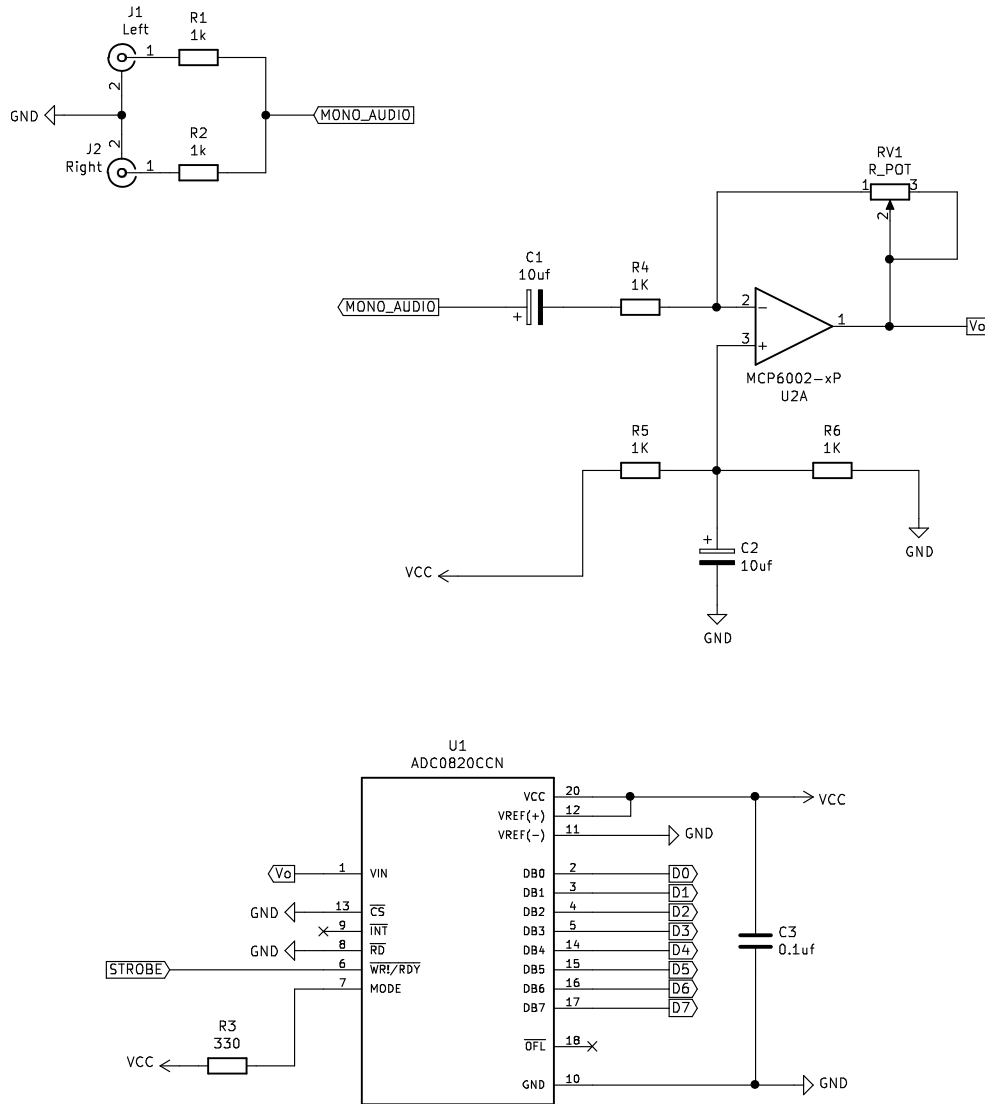 J1
Left
1
2
R1
1k
GND
MONO_AUDIO
2
J2
Right
1
R2
1k
RV1
R_POT
1
3
2
C1
10uf
R4
1K
MONO_AUDIO
+
2
-
3
+
1
Vo
MCP6002-xP
U2A
R5
1K
R6
1K
GND
+
C2
10uf
VCC
GND
U1
ADC0820CCN
VCC 20
VCC
VREF(+) 12
VREF(-) 11
GND
Vo
1 VIN
DB0 2 D0
DB1 3 D1
GND
13 CS
DB2 4 D2
9 INT
DB3 5 D3
GND
8 RD
DB4 14 D4
STROBE
6 WR!/RDY
DB5 15 D5
7 MODE
DB6 16 D6
DB7 17 D7
C3
0.1uf
R3
330
VCC
OFL 18
GND 10
GND